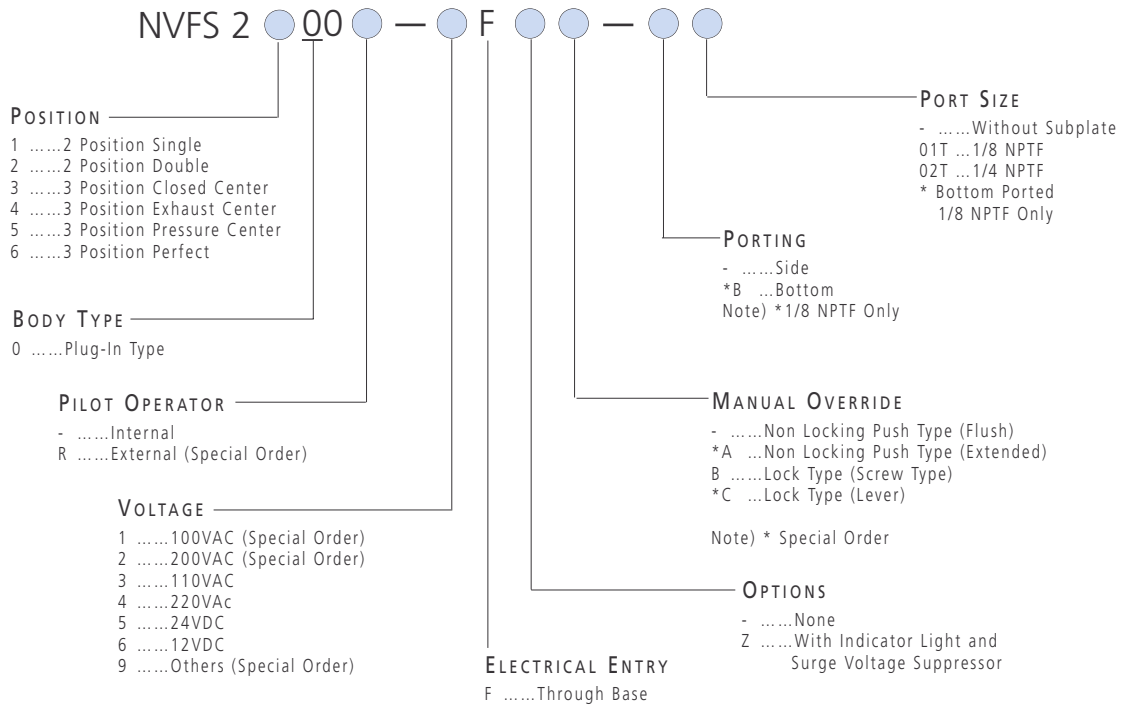 NVFS 2 00 — F —
POSITION
1 ......2 Position Single
2 ......2 Position Double
3 ......3 Position Closed Center
4 ......3 Position Exhaust Center
5 ......3 Position Pressure Center
6 ......3 Position Perfect
BODY TYPE
0 ......Plug-In Type
PILOT OPERATOR
- ......Internal
R ......External (Special Order)
VOLTAGE
1 ......100VAC (Special Order)
2 ......200VAC (Special Order)
3 ......110VAC
4 ......220VAc
5 ......24VDC
6 ......12VDC
9 ......Others (Special Order)
ELECTRICAL ENTRY
F ......Through Base
OPTIONS
- ......None
Z ......With Indicator Light and
Surge Voltage Suppressor
MANUAL OVERRIDE
- ......Non Locking Push Type (Flush)
*A ...Non Locking Push Type (Extended)
B ......Lock Type (Screw Type)
*C ...Lock Type (Lever)
Note) * Special Order
PORTING
- ......Side
*B ...Bottom
Note) *1/8 NPTF Only
PORT SIZE
- ......Without Subplate
01T ...1/8 NPTF
02T ...1/4 NPTF
* Bottom Ported
1/8 NPTF Only